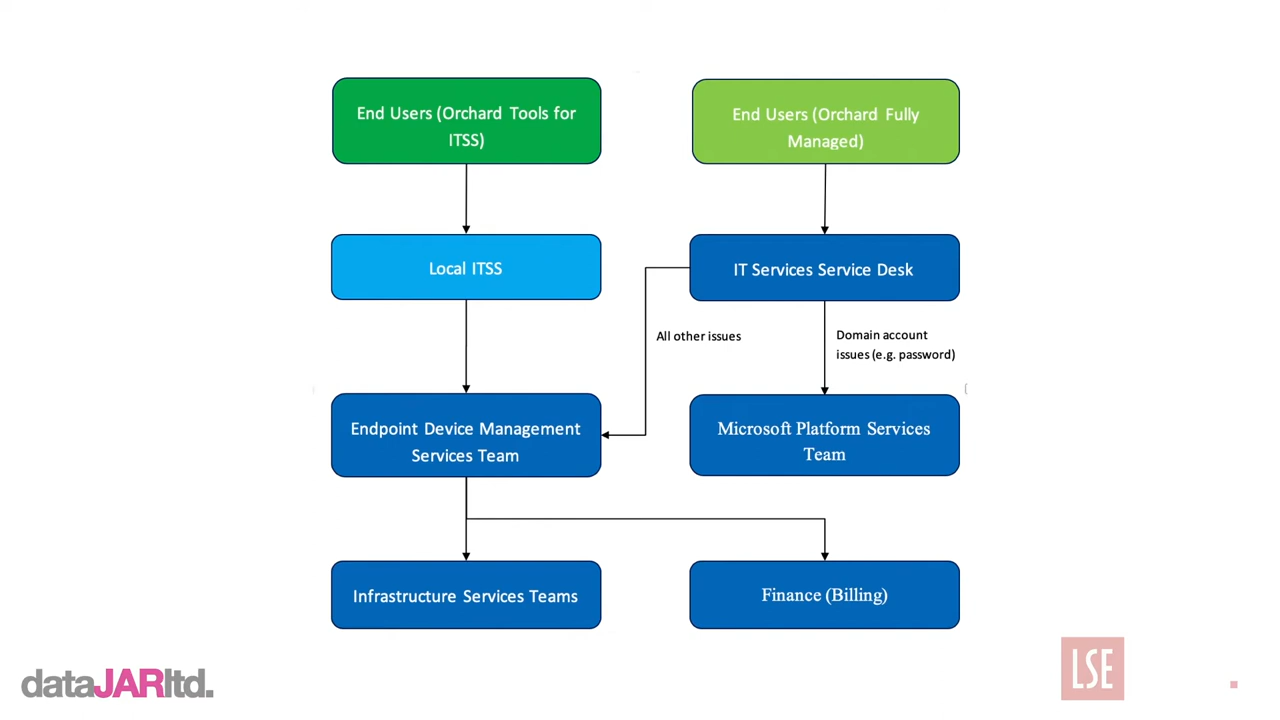 End Users (Orchard Tools for
ITSS)
End Users (Orchard Fully
Managed)
Local ITSS
IT Services Service Desk
All other issues
Domain account
issues (e.g. password)
Endpoint Device Management
Services Team
Microsoft Platform Services
Team
Infrastructure Services Teams
Finance (Billing)
dataJARltd.
LSE